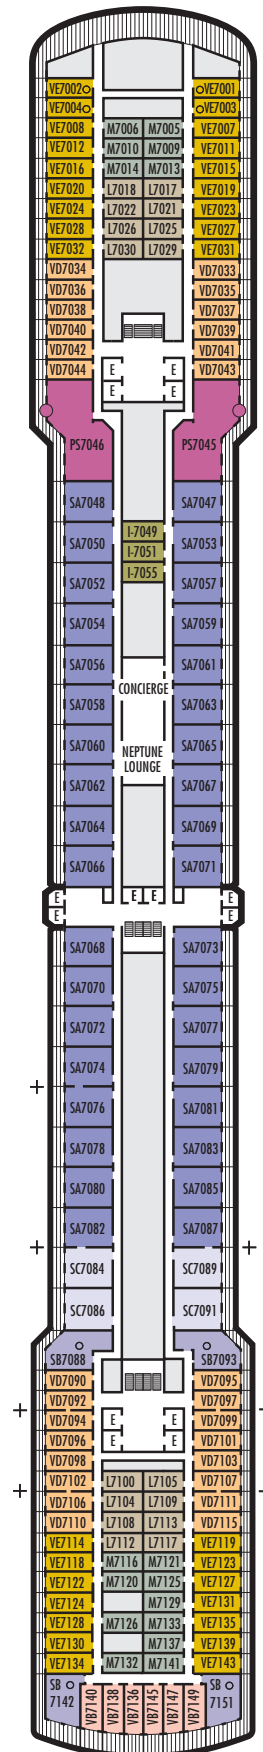 VE7002 VE7001
VE7004 VE7003
VE7008 M7006 M7005 VE7007
VE7012 M7010 M7009 VE7011
VE7016 M7014 M7013 VE7015
VE7020 L7018 L7017 VE7019
VE7024 L7022 L7021 VE7023
VE7028 L7026 L7025 VE7027
VE7032 L7030 L7029 VE7031
VD7034 VD7033
VD7036 VD7035
VD7038 VD7037
VD7040 VD7039
VD7042 VD7041
VD7044 E E VD7043
E E
PS7046 PS7045
SA7048 SA7047
I-7049
SA7050 I-7051 SA7053
SA7052 I-7055 SA7057
SA7054 SA7059
SA7056 SA7061
CONCIERGE
SA7058 SA7063
SA7060 NEPTUNE SA7065
LOUNGE
SA7062 SA7067
SA7064 SA7069
SA7066 SA7071
E E E E
E E
SA7068 SA7073
SA7070 SA7075
SA7072 SA7077
SA7074 SA7079
SA7076 SA7081
SA7078 SA7083
SA7080 SA7085
SA7082 SA7087
SC7084 SC7089
SC7086 SC7091
SB7088 SB7093
VD7090 VD7095
VD7092 VD7097
VD7094 E E VD7099
VD7096 E E VD7101
VD7098 VD7103
VD7102 L7100 L7105 VD7107
VD7106 L7104 L7109 VD7111
VD7110 L7108 L7113 VD7115
VE7114 L7112 L7117 VE7119
VE7118 M7116 M7121 VE7123
VE7122 M7120 M7125 VE7127
VE7124 M7129 VE7131
VE7128 M7126 M7133 VE7135
VE7130 M7137 VE7139
VE7134 M7132 M7141 VE7143
SB SB
7142 VB7140 VB7138 VB7136 VB7145 VB7147 VB7149 7151